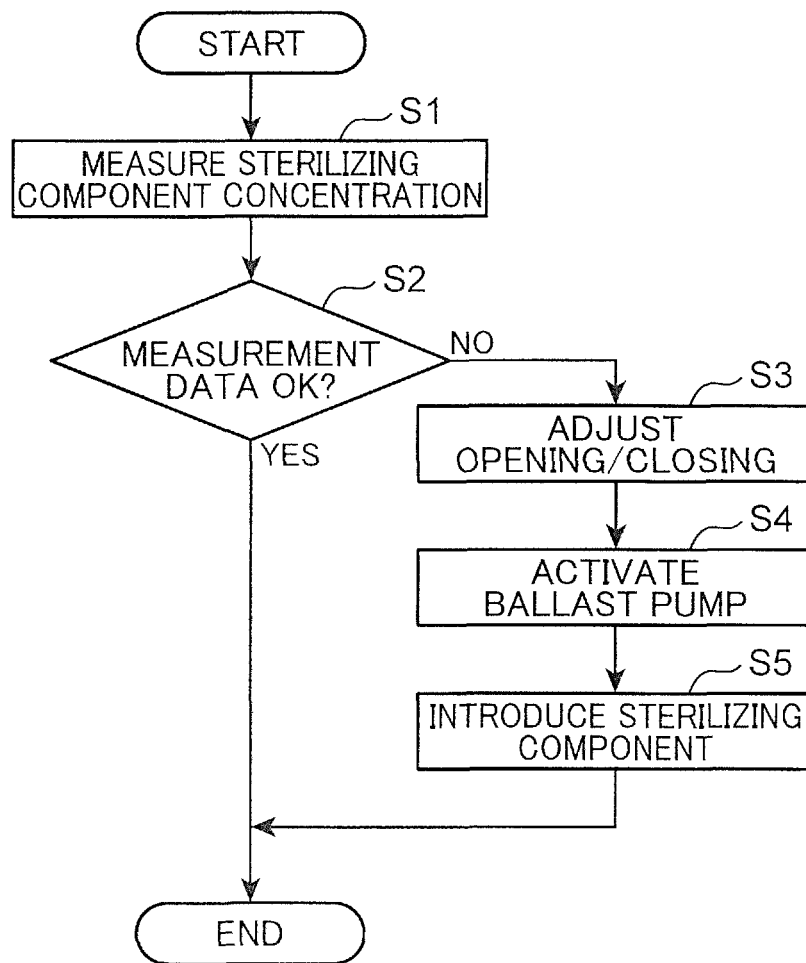 START
S1
MEASURE STERILIZING
COMPONENT CONCENTRATION
S2
MEASUREMENT
DATA OK?
NO
YES
S3
ADJUST
OPENING/CLOSING
S4
ACTIVATE
BALLAST PUMP
S5
INTRODUCE STERILIZING
COMPONENT
END